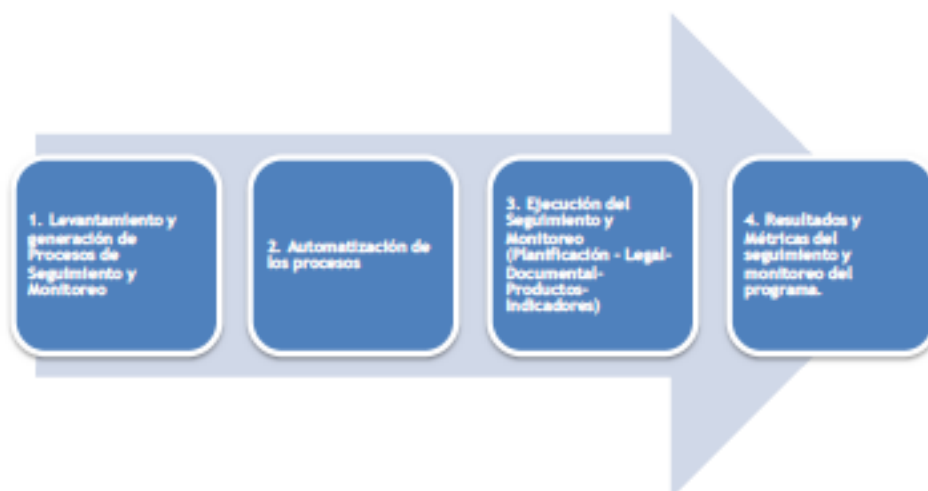 1. Levantamiento y
generación de
Procesos de
Seguimiento y
Monitoreo
2. Automatización de
los procesos
3. Ejecución del
Seguimiento y
Monitoreo
(Planificación - Legal-
Documental-
Productos-
Indicadores)
4. Resultados y
Métricas del
seguimiento y
monitoreo del
programa.